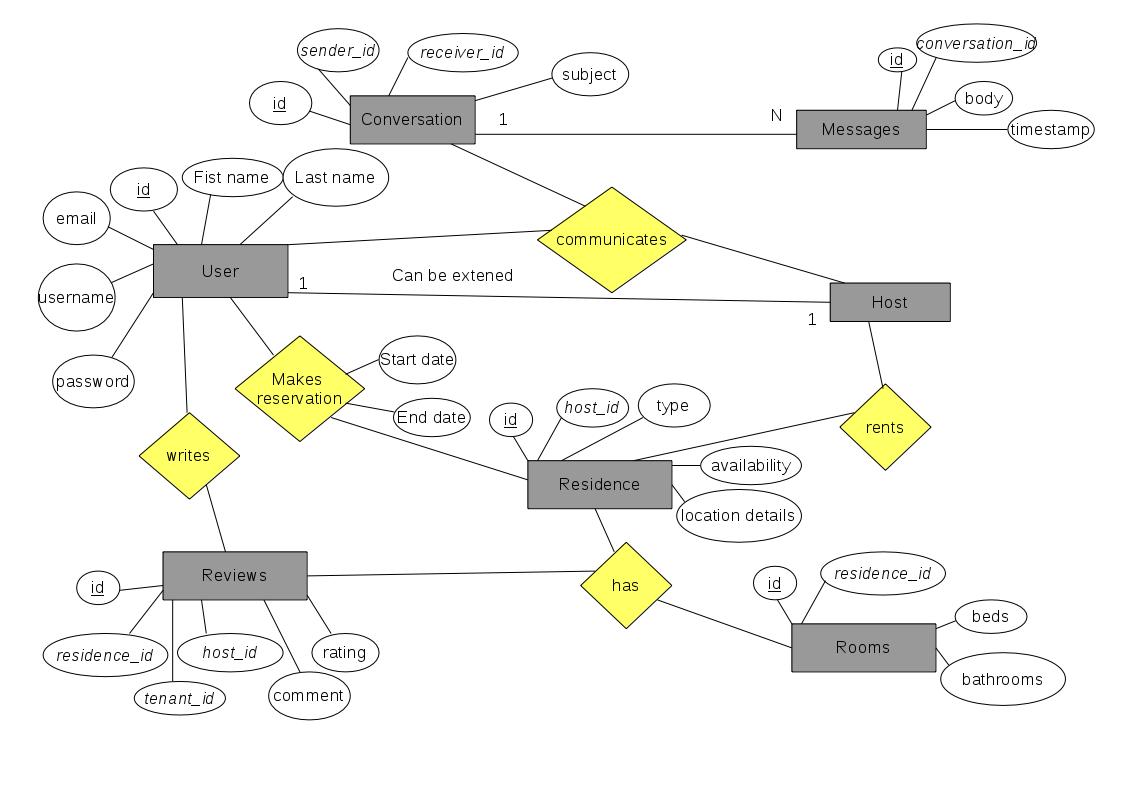 sender_id
receiver_id
subject
id
Conversation
1
N
id
conversation_id
body
Messages
timestamp
id
Fist name
Last name
email
User
username
password
communicates
1
Can be extened
Host
1
Makes
reservation
Start date
End date
writes
id
host_id
type
rents
Residence
availability
location details
Reviews
id
residence_id
host_id
rating
tenant_id
comment
has
id
residence_id
beds
Rooms
bathrooms